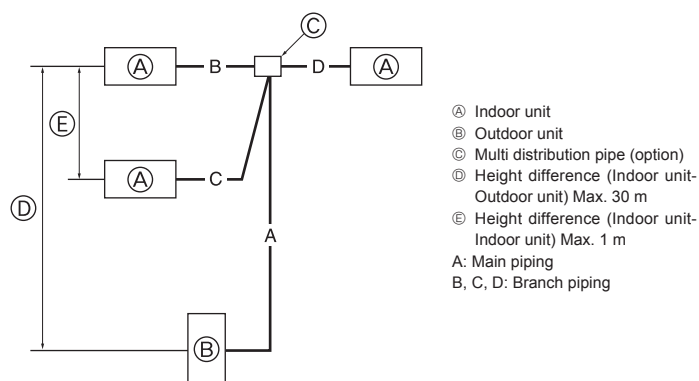 Ⓒ
Ⓐ B D Ⓐ
Ⓔ
Ⓐ C
Ⓓ
A
Ⓑ
Ⓐ Indoor unit
Ⓑ Outdoor unit
Ⓒ Multi distribution pipe (option)
Ⓓ Height difference (Indoor unit-
Outdoor unit) Max. 30 m
Ⓔ Height difference (Indoor unit-
Indoor unit) Max. 1 m
A: Main piping
B, C, D: Branch piping